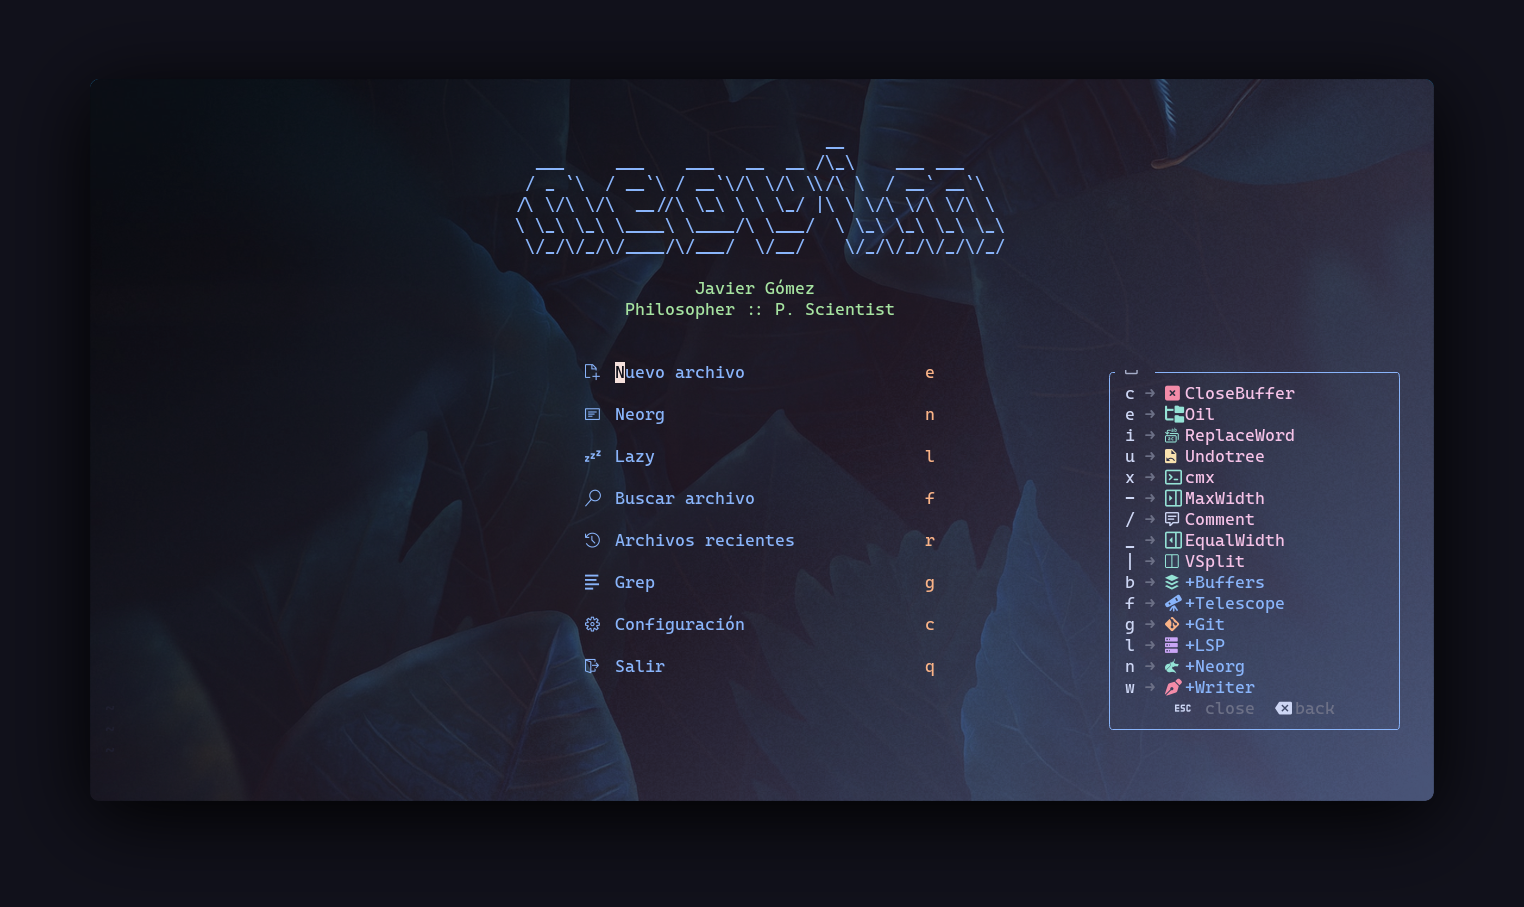 neovim
Javier Gómez
Philosopher :: P. Scientist
Nuevo archivo e
Neorg n
Lazy l
Buscar archivo f
Archivos recientes r
Grep g
Configuración c
Salir q
c → CloseBuffer
e → Oil
i → ReplaceWord
u → Undotree
x → cmx
- → MaxWidth
/ → Comment
_ → EqualWidth
| → VSplit
b → +Buffers
f → +Telescope
g → +Git
l → +LSP
n → +Neorg
w → +Writer
ESC close back